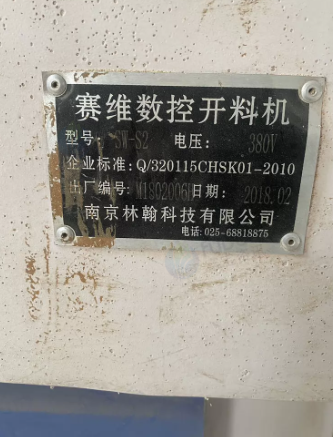 赛维数控开料机
型号: SW-S2 电压: 380V
企业标准: Q/320115CHSK01-2010
出厂编号: M1802006 日期: 2018.02
南京林翰科技有限公司
电话:025-68818875